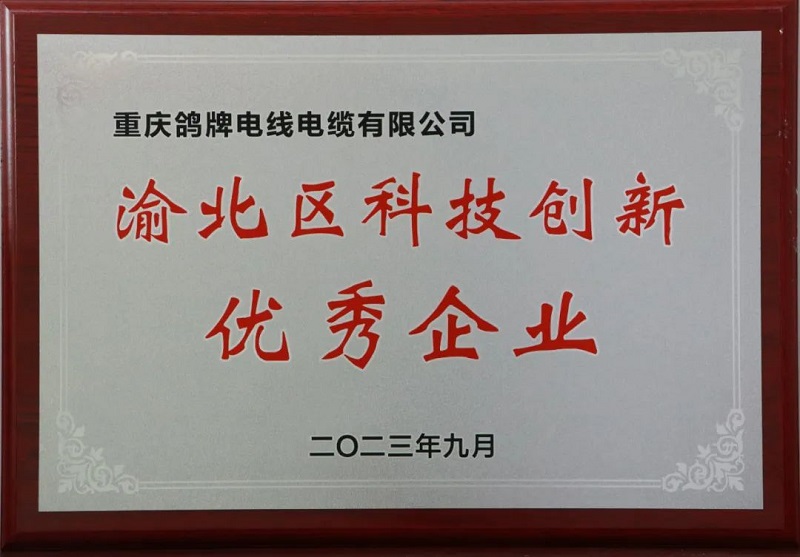 重庆鸽牌电线电缆有限公司
渝北区科技创新
优秀企业
二〇二三年九月